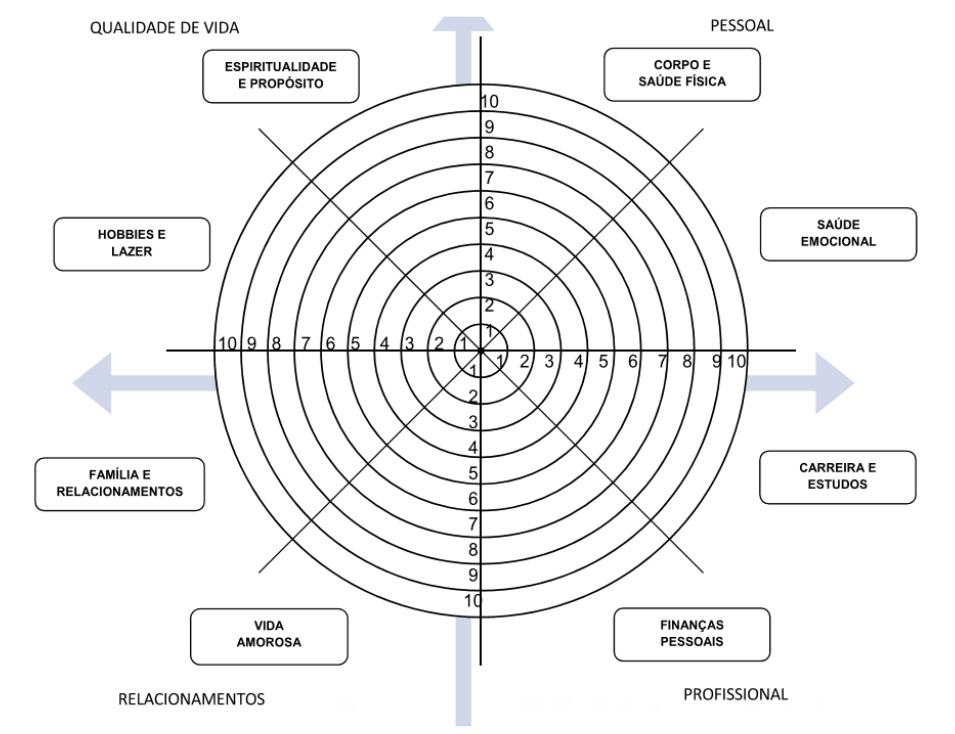 QUALIDADE DE VIDA
PESSOAL
ESPIRITUALIDADE
E PROPÓSITO
CORPO E
SAÚDE FÍSICA
HOBBIES E
LAZER
SAÚDE
EMOCIONAL
10
9
8
7
6
5
4
3
2
1
10 9 8 7 6 5 4 3 2 1
1 2 3 4 5 6 7 8 9 10
1
2
3
4
5
6
7
8
9
10
FAMÍLIA E
RELACIONAMENTOS
CARREIRA E
ESTUDOS
VIDA
AMOROSA
FINANÇAS
PESSOAIS
RELACIONAMENTOS
PROFISSIONAL